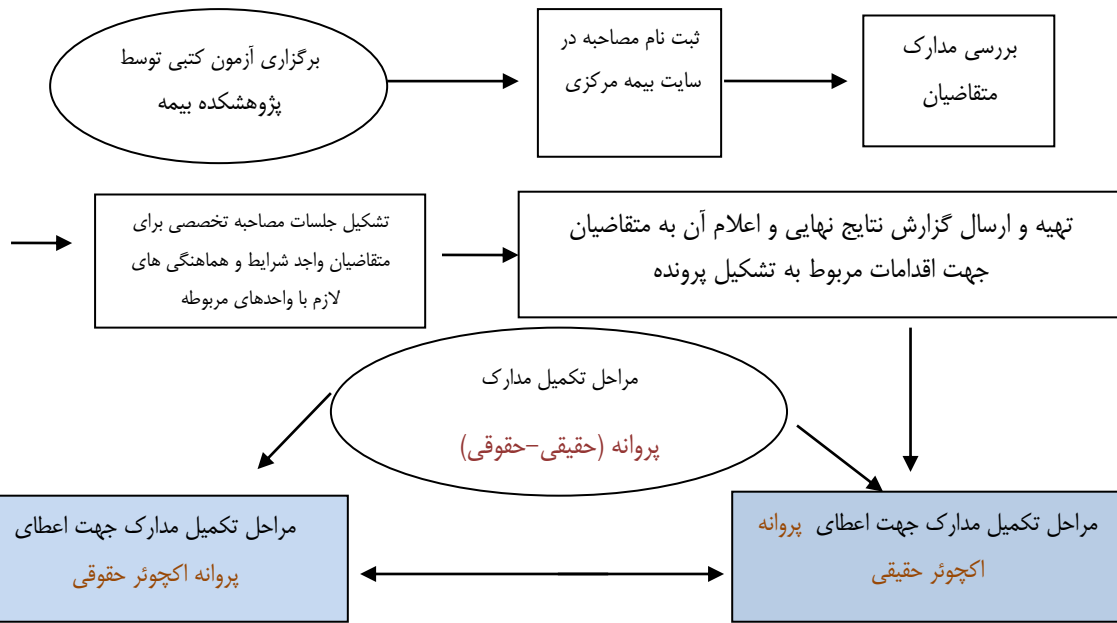 برگزاری آزمون کتبی توسط
پژوهشکده بیمه
ثبت نام مصاحبه در
سایت بیمه مرکزی
بررسی مدارک
متقاضیان
تشکیل جلسات مصاحبه تخصصی برای
متقاضیان واجد شرایط و هماهنگی های
لازم با واحدهای مربوطه
تهیه و ارسال گزارش نتایج نهایی و اعلام آن به متقاضیان
جهت اقدامات مربوط به تشکیل پرونده
مراحل تکمیل مدارک
پروانه (حقیقی-حقوقی)
مراحل تکمیل مدارک جهت اعطای پروانه
اکچوئر حقیقی
مراحل تکمیل مدارک جهت اعطای
پروانه اکچوئر حقوقی